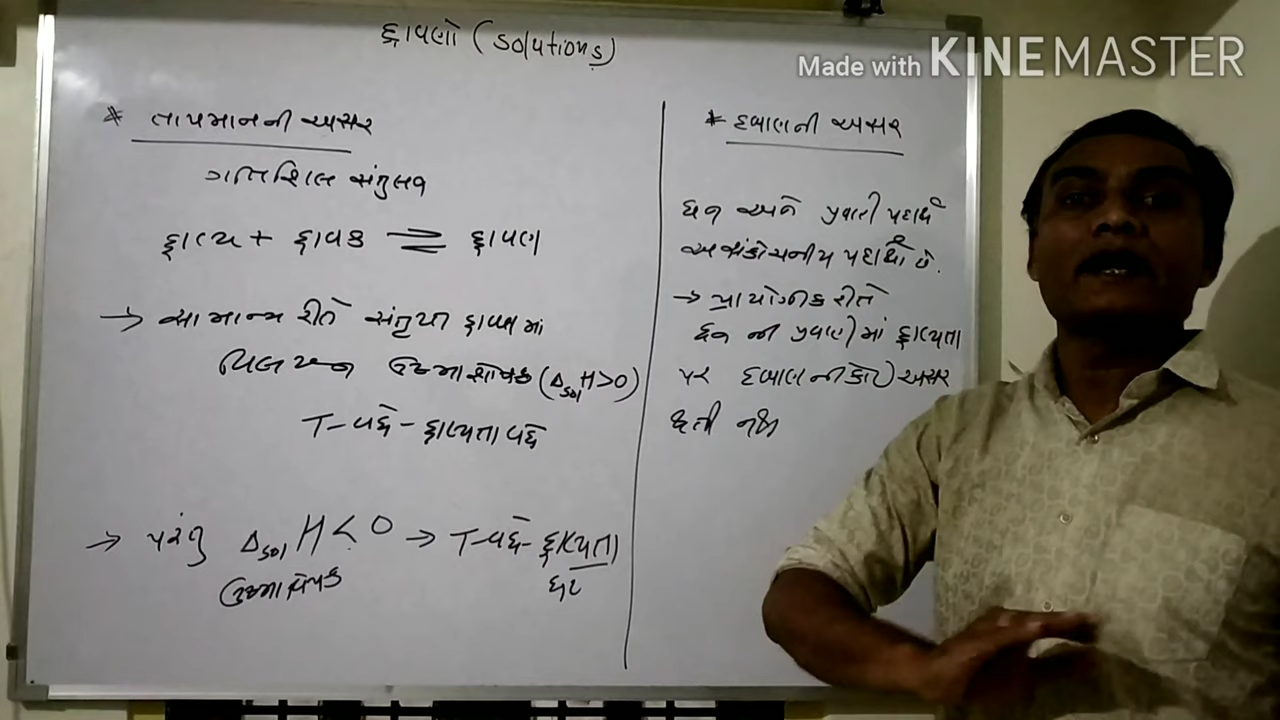 દ્રાવણો (Solutions)
Made with KINEMASTER
* તાપમાનની અસર
ગતિશિલ સંતુલન
દ્રાવ્ય + દ્રાવક ⇌ દ્રાવણ
→ સામાન્ય રીતે સંતૃપ્ત દ્રાવણમાં
વિલયન ઉષ્માશોષક (ΔsolH>0)
T-વધે - દ્રાવ્યતા વધે
→ પરંતુ ΔsolH < 0 → T-વધે - દ્રાવ્યતા
ઘટે
* દબાણની અસર
ઘન અને પ્રવાહી પદાર્થ
અસંકોચનીય પદાર્થો છે.
→ પ્રાયોગીક રીતે
ઘન ની પ્રવાહીમાં દ્રાવ્યતા
પર દબાણની કોઈ અસર
થતી નથી